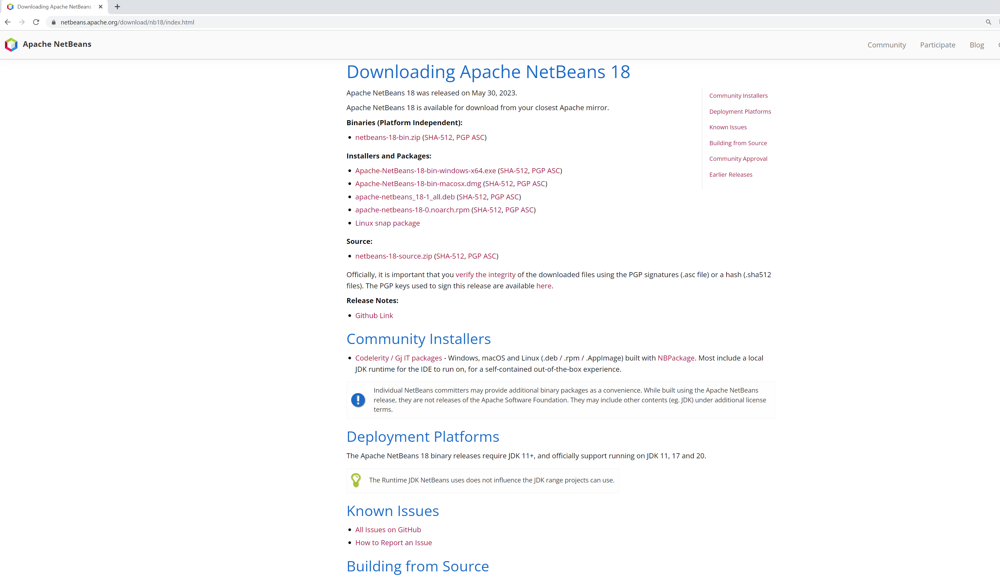 Downloading Apache NetBeans
netbeans.apache.org/download/nb18/index.html
Apache NetBeans
Community Participate Blog
Downloading Apache NetBeans 18
Apache NetBeans 18 was released on May 30, 2023.
Apache NetBeans 18 is available for download from your closest Apache mirror.
Binaries (Platform Independent):
netbeans-18-bin.zip (SHA-512, PGP ASC)
Installers and Packages:
Apache-NetBeans-18-bin-windows-x64.exe (SHA-512, PGP ASC)
Apache-NetBeans-18-bin-macosx.dmg (SHA-512, PGP ASC)
apache-netbeans_18-1_all.deb (SHA-512, PGP ASC)
apache-netbeans-18-0.noarch.rpm (SHA-512, PGP ASC)
Linux snap package
Source:
netbeans-18-source.zip (SHA-512, PGP ASC)
Officially, it is important that you verify the integrity of the downloaded files using the PGP signatures (.asc file) or a hash (.sha512
files). The PGP keys used to sign this release are available here.
Release Notes:
Github Link
Community Installers
Deployment Platforms
Known Issues
Building from Source
Community Approval
Earlier Releases
Community Installers
Codelerity / Gj IT packages - Windows, macOS and Linux (.deb / .rpm / .AppImage) built with NBPackage. Most include a local
JDK runtime for the IDE to run on, for a self-contained out-of-the-box experience.
Individual NetBeans committers may provide additional binary packages as a convenience. While built using the Apache NetBeans
release, they are not releases of the Apache Software Foundation. They may include other contents (eg. JDK) under additional license
terms.
Deployment Platforms
The Apache NetBeans 18 binary releases require JDK 11+, and officially support running on JDK 11, 17 and 20.
The Runtime JDK NetBeans uses does not influence the JDK range projects can use.
Known Issues
All Issues on GitHub
How to Report an Issue
Building from Source